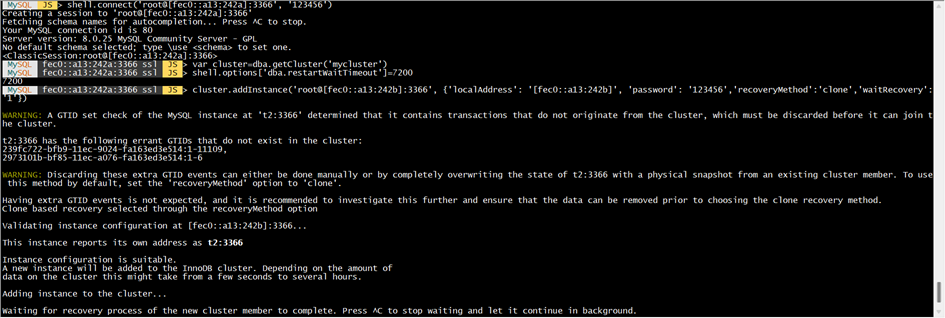 MySQL JS > shell.connect('root@[fec0::a13:242a]:3366', '123456')
Creating a session to 'root@[fec0::a13:242a]:3366'
Fetching schema names for autocompletion... Press ^C to stop.
Your MySQL connection id is 80
Server version: 8.0.25 MySQL Community Server - GPL
No default schema selected; type \use <schema> to set one.
<ClassicSession:root@[fec0::a13:242a]:3366>
MySQL fec0::a13:242a:3366 ssl JS > var cluster=dba.getCluster('mycluster')
MySQL fec0::a13:242a:3366 ssl JS > shell.options['dba.restartWaitTimeout']=7200
7200
MySQL fec0::a13:242a:3366 ssl JS > cluster.addInstance('root@[fec0::a13:242b]:3366', {'localAddress': '[fec0::a13:242b]', 'password': '123456','recoveryMethod':'clone','waitRecovery':
'1'})
WARNING: A GTID set check of the MySQL instance at 't2:3366' determined that it contains transactions that do not originate from the cluster, which must be discarded before it can join t
he cluster.
t2:3366 has the following errant GTIDs that do not exist in the cluster:
239fc722-bfb9-11ec-9024-fa163ed3e514:1-11109,
2973101b-bf85-11ec-a076-fa163ed3e514:1-6
WARNING: Discarding these extra GTID events can either be done manually or by completely overwriting the state of t2:3366 with a physical snapshot from an existing cluster member. To use
this method by default, set the 'recoveryMethod' option to 'clone'.
Having extra GTID events is not expected, and it is recommended to investigate this further and ensure that the data can be removed prior to choosing the clone recovery method.
Clone based recovery selected through the recoveryMethod option
Validating instance configuration at [fec0::a13:242b]:3366...
This instance reports its own address as t2:3366
Instance configuration is suitable.
A new instance will be added to the InnoDB cluster. Depending on the amount of
data on the cluster this might take from a few seconds to several hours.
Adding instance to the cluster...
Waiting for recovery process of the new cluster member to complete. Press ^C to stop waiting and let it continue in background.